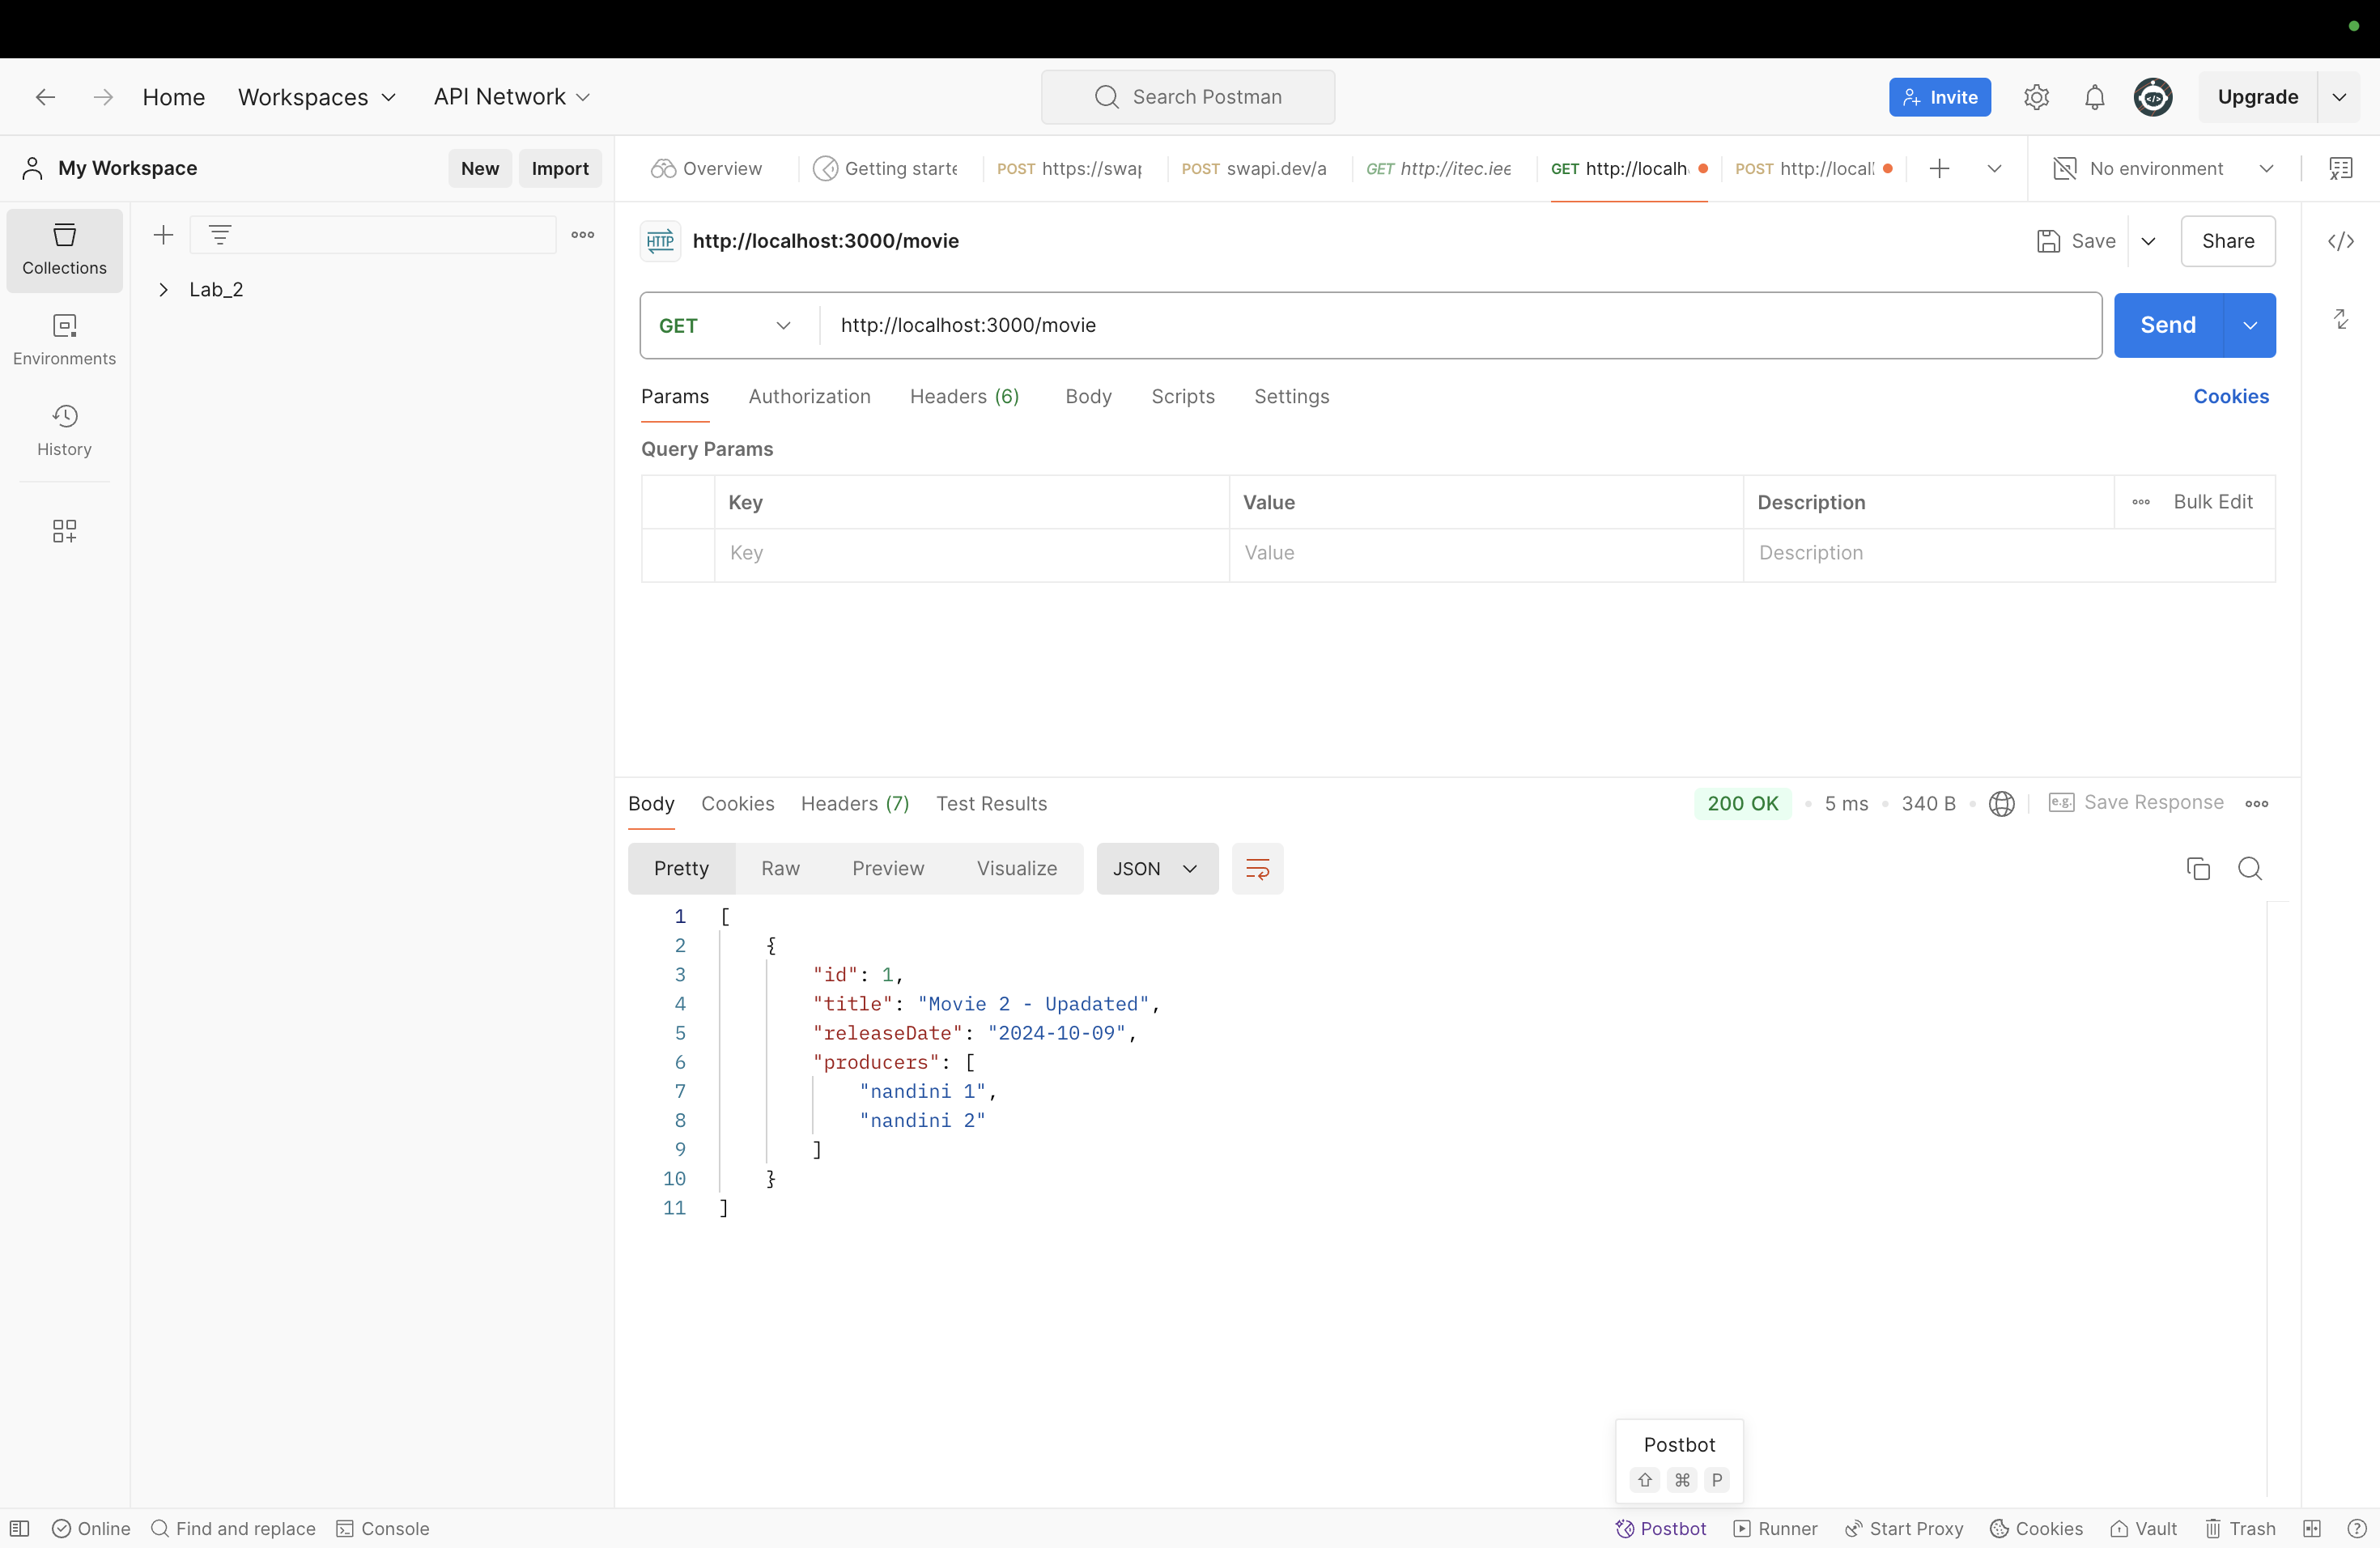 Home Workspaces API Network Search Postman Invite Upgrade
My Workspace New Import Overview Getting starte POST https://swap POST swapi.dev/a GET http://itec.iee GET http://localh POST http://local No environment
Collections
Environments
History
Lab_2
HTTP http://localhost:3000/movie Save Share
GET http://localhost:3000/movie Send
Params Authorization Headers (6) Body Scripts Settings Cookies
Query Params
Key Value Description Bulk Edit
Key Value Description
Body Cookies Headers (7) Test Results 200 OK 5 ms 340 B e.g. Save Response
Pretty Raw Preview Visualize JSON
1 [
2 {
3 "id": 1,
4 "title": "Movie 2 - Upadated",
5 "releaseDate": "2024-10-09",
6 "producers": [
7 "nandini 1",
8 "nandini 2"
9 ]
10 }
11 ]
Postbot
⇧ ⌘ P
Online Find and replace Console Postbot Runner Start Proxy Cookies Vault Trash